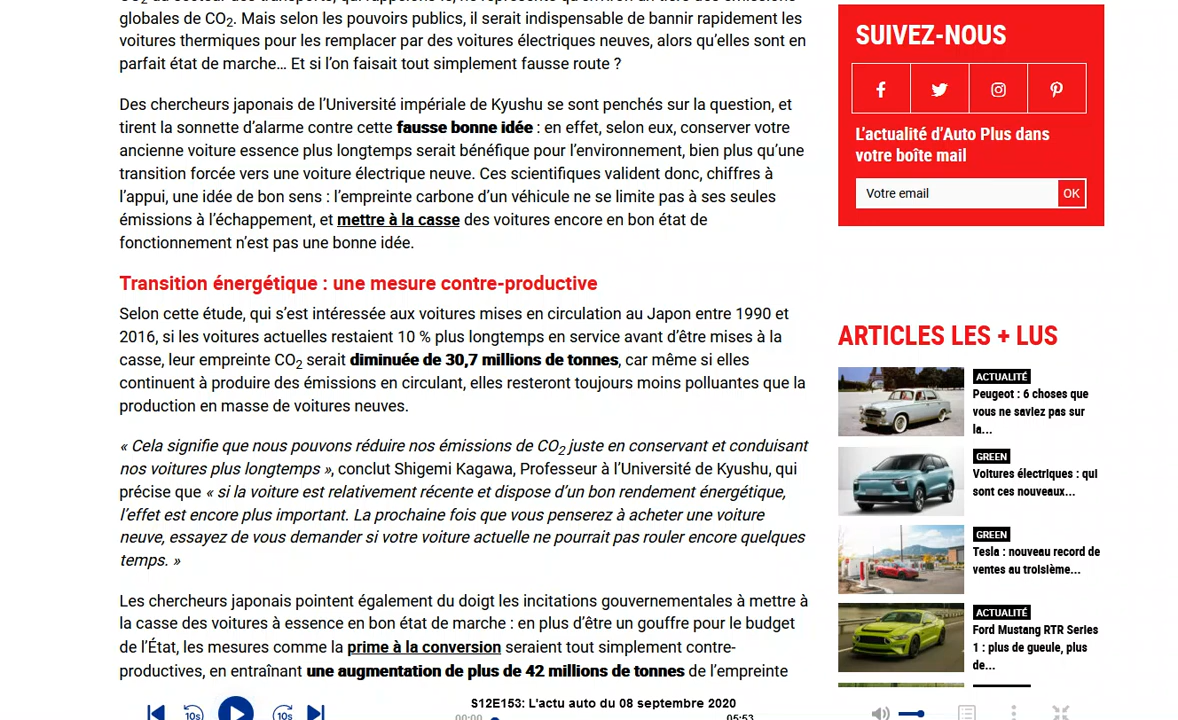 globales de CO2. Mais selon les pouvoirs publics, il serait indispensable de bannir rapidement les
voitures thermiques pour les remplacer par des voitures électriques neuves, alors qu’elles sont en
parfait état de marche… Et si l’on faisait tout simplement fausse route ?
Des chercheurs japonais de l’Université impériale de Kyushu se sont penchés sur la question, et
tirent la sonnette d’alarme contre cette fausse bonne idée : en effet, selon eux, conserver votre
ancienne voiture essence plus longtemps serait bénéfique pour l’environnement, bien plus qu’une
transition forcée vers une voiture électrique neuve. Ces scientifiques valident donc, chiffres à
l’appui, une idée de bon sens : l’empreinte carbone d’un véhicule ne se limite pas à ses seules
émissions à l’échappement, et mettre à la casse des voitures encore en bon état de
fonctionnement n’est pas une bonne idée.
Transition énergétique : une mesure contre-productive
Selon cette étude, qui s’est intéressée aux voitures mises en circulation au Japon entre 1990 et
2016, si les voitures actuelles restaient 10 % plus longtemps en service avant d’être mises à la
casse, leur empreinte CO2 serait diminuée de 30,7 millions de tonnes, car même si elles
continuent à produire des émissions en circulant, elles resteront toujours moins polluantes que la
production en masse de voitures neuves.
« Cela signifie que nous pouvons réduire nos émissions de CO2 juste en conservant et conduisant
nos voitures plus longtemps », conclut Shigemi Kagawa, Professeur à l’Université de Kyushu, qui
précise que « si la voiture est relativement récente et dispose d’un bon rendement énergétique,
l’effet est encore plus important. La prochaine fois que vous penserez à acheter une voiture
neuve, essayez de vous demander si votre voiture actuelle ne pourrait pas rouler encore quelques
temps. »
Les chercheurs japonais pointent également du doigt les incitations gouvernementales à mettre à
la casse des voitures à essence en bon état de marche : en plus d’être un gouffre pour le budget
de l’État, les mesures comme la prime à la conversion seraient tout simplement contre-
productives, en entraînant une augmentation de plus de 42 millions de tonnes de l’empreinte
SUIVEZ-NOUS
L’actualité d’Auto Plus dans
votre boîte mail
Votre email
OK
ARTICLES LES + LUS
ACTUALITÉ
Peugeot : 6 choses que
vous ne saviez pas sur
la...
GREEN
Voitures électriques : qui
sont ces nouveaux...
GREEN
Tesla : nouveau record de
ventes au troisième...
ACTUALITÉ
Ford Mustang RTR Series
1 : plus de gueule, plus
de...
S12E153: L'actu auto du 08 septembre 2020
10s
10s
00:00
05:53